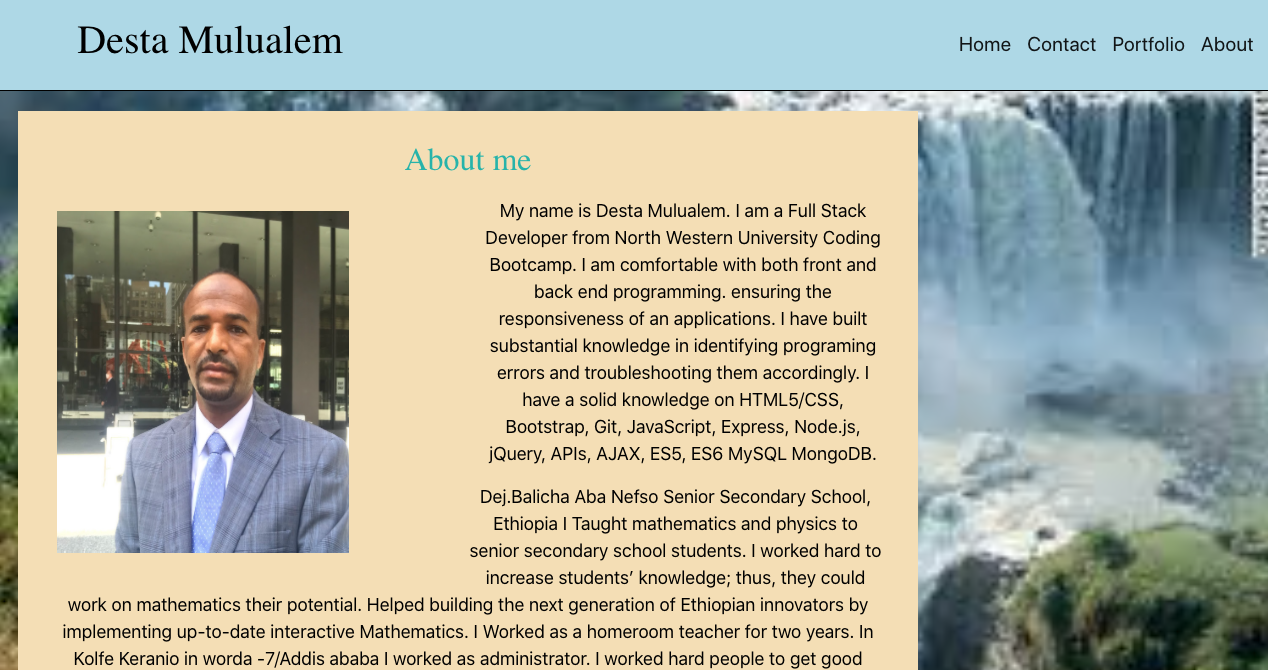 Desta Mulualem
Home Contact Portfolio About
About me
My name is Desta Mulualem. I am a Full Stack
Developer from North Western University Coding
Bootcamp. I am comfortable with both front and
back end programming. ensuring the
responsiveness of an applications. I have built
substantial knowledge in identifying programing
errors and troubleshooting them accordingly. I
have a solid knowledge on HTML5/CSS,
Bootstrap, Git, JavaScript, Express, Node.js,
jQuery, APIs, AJAX, ES5, ES6 MySQL MongoDB.
Dej.Balicha Aba Nefso Senior Secondary School,
Ethiopia I Taught mathematics and physics to
senior secondary school students. I worked hard to
increase students’ knowledge; thus, they could
work on mathematics their potential. Helped building the next generation of Ethiopian innovators by
implementing up-to-date interactive Mathematics. I Worked as a homeroom teacher for two years. In
Kolfe Keranio in worda -7/Addis ababa I worked as administrator. I worked hard people to get good